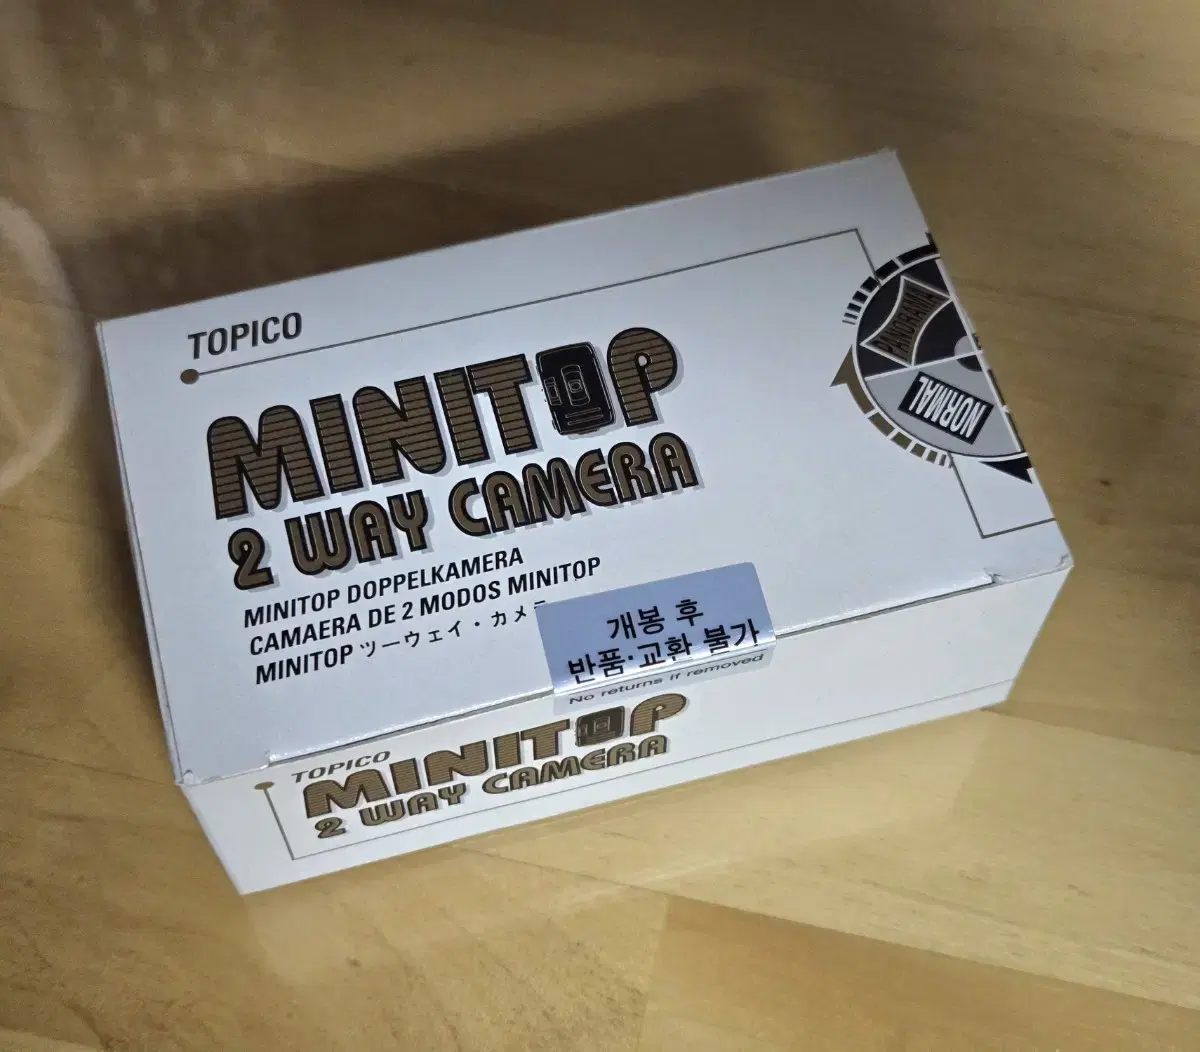 TOPICO
MINITOP
2 WAY CAMERA
MINITOP DOPPELKAMERA
CAMAERA DE 2 MODOS MINITOP
MINITOP ツーウェイ・カメ
PANORAMA
NORMAL
개봉 후
반품·교환 불가
No returns if removed
TOPICO
MINITOP
2 WAY CAMERA